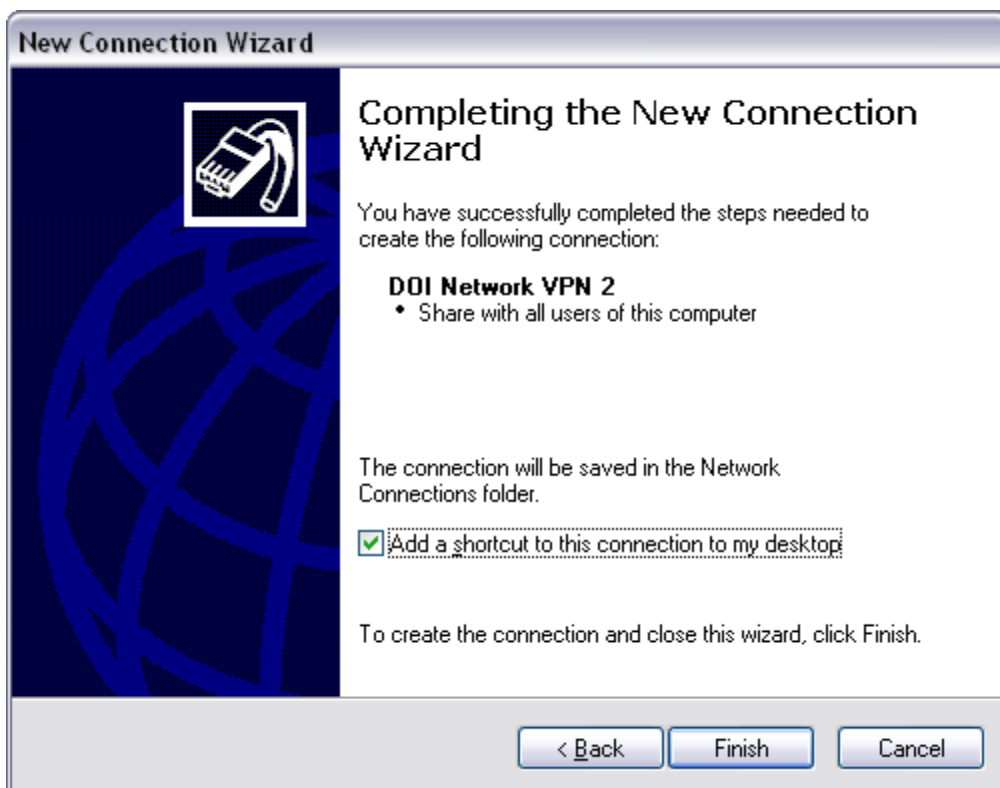 New Connection Wizard
Completing the New Connection
Wizard
You have successfully completed the steps needed to
create the following connection:
DOI Network VPN 2
• Share with all users of this computer
The connection will be saved in the Network
Connections folder.
Add a shortcut to this connection to my desktop
To create the connection and close this wizard, click Finish.
< Back
Finish
Cancel